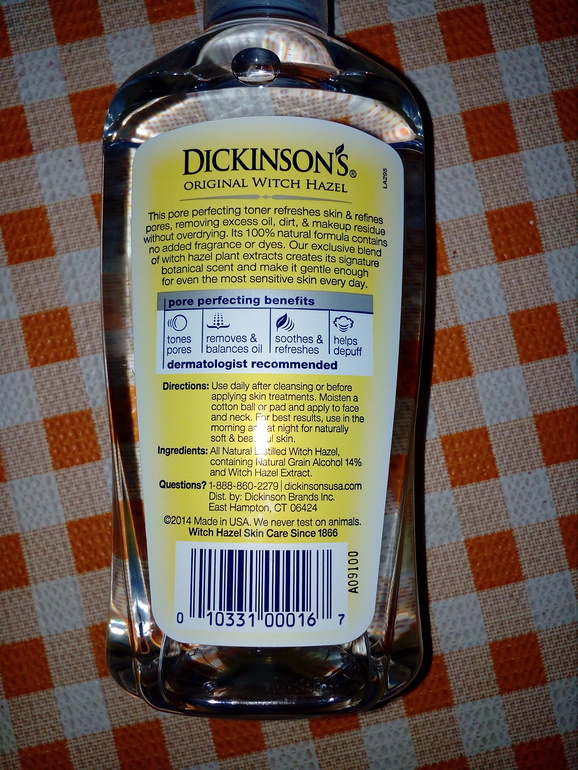 DICKINSON'S®
ORIGINAL WITCH HAZEL
LA295
This pore perfecting toner refreshes skin & refines
pores, removing excess oil, dirt, & makeup residue
without overdrying. Its 100% natural formula contains
no added fragrance or dyes. Our exclusive blend
of witch hazel plant extracts creates its signature
botanical scent and make it gentle enough
for even the most sensitive skin every day.
pore perfecting benefits
tones
pores
removes &
balances oil
soothes &
refreshes
helps
depuff
dermatologist recommended
Directions: Use daily after cleansing or before
applying skin treatments. Moisten a
cotton ball or pad and apply to face
and neck. For best results, use in the
morning at night for naturally
soft & skin.
Ingredients: All Natural Distilled Witch Hazel,
containing Natural Grain Alcohol 14%
and Witch Hazel Extract.
Questions? 1-888-860-2279 | dickinsonsusa.com
Dist. by: Dickinson Brands Inc.
East Hampton, CT 06424
©2014 Made in USA. We never test on animals.
Witch Hazel Skin Care Since 1866
A09100
0 10331 00016 7